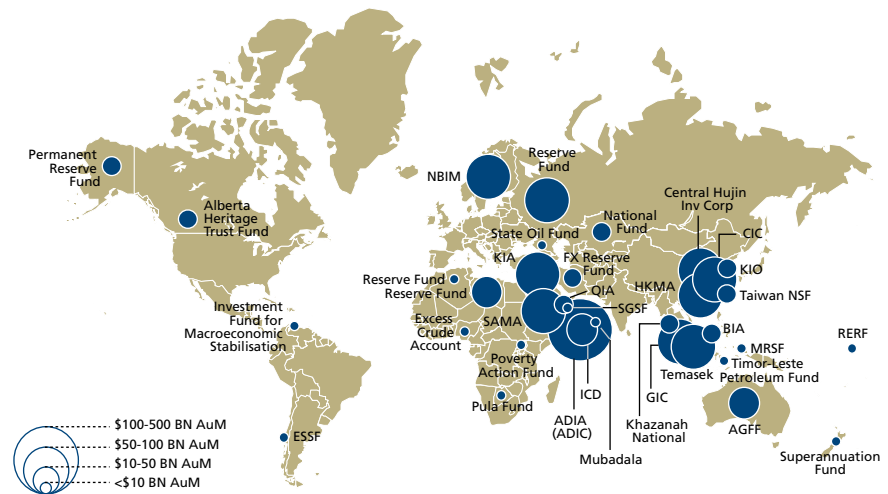 Permanent
Reserve
Fund
Alberta
Heritage
Trust Fund
Investment
Fund for
Macroeconomic
Stabilisation
ESSF
NBIM
Reserve
Fund
State Oil Fund
National
Fund
KIA
FX Reserve
Fund
Central Hujin
Inv Corp
CIC
KIO
HKMA
Taiwan NSF
Reserve Fund
Reserve Fund
QIA
SGSF
SAMA
Excess
Crude
Account
Poverty
Action Fund
Pula Fund
ICD
ADIA
(ADIC)
Mubadala
BIA
MRSF
RERF
Timor-Leste
Petroleum Fund
Temasek
GIC
Khazanah
National
AGFF
Superannuation
Fund
$100-500 BN AuM
$50-100 BN AuM
$10-50 BN AuM
<$10 BN AuM